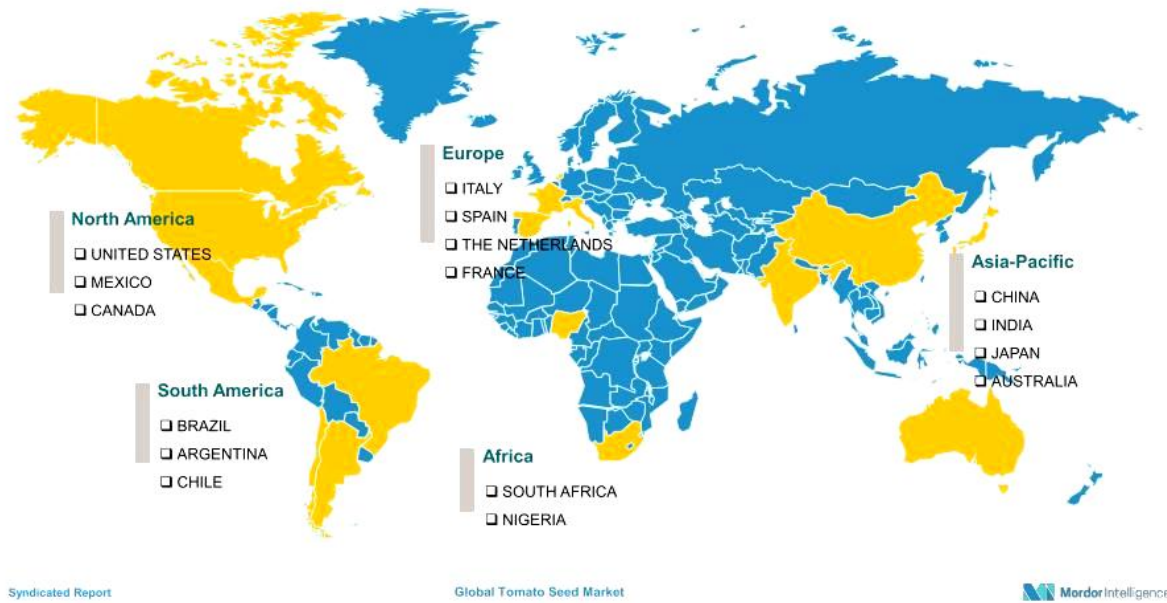 Europe
❑ ITALY
❑ SPAIN
❑ THE NETHERLANDS
❑ FRANCE
North America
❑ UNITED STATES
❑ MEXICO
❑ CANADA
Asia-Pacific
❑ CHINA
❑ INDIA
❑ JAPAN
❑ AUSTRALIA
South America
❑ BRAZIL
❑ ARGENTINA
❑ CHILE
Africa
❑ SOUTH AFRICA
❑ NIGERIA
Syndicated Report
Global Tomato Seed Market
Mordor Intelligence